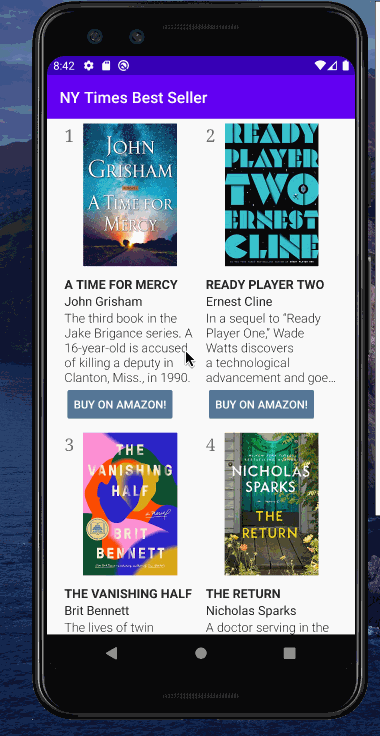 8:42
NY Times Best Seller
1
JOHN
GRISHAM
A TIME FOR
MERCY
2
READY
PLAYER
TWO
ERNEST
CLINE
A TIME FOR MERCY
John Grisham
The third book in the
Jake Brigance series. A
16-year-old is accused
of killing a deputy in
Clanton, Miss., in 1990.
BUY ON AMAZON!
READY PLAYER TWO
Ernest Cline
In a sequel to “Ready
Player One,” Wade
Watts discovers
a technological
advancement and goe…
BUY ON AMAZON!
3
THE
VANISHING
HALF
a novel
BRIT
BENNETT
4
NICHOLAS
SPARKS
THE
RETURN
THE VANISHING HALF
Brit Bennett
The lives of twin
THE RETURN
Nicholas Sparks
A doctor serving in the